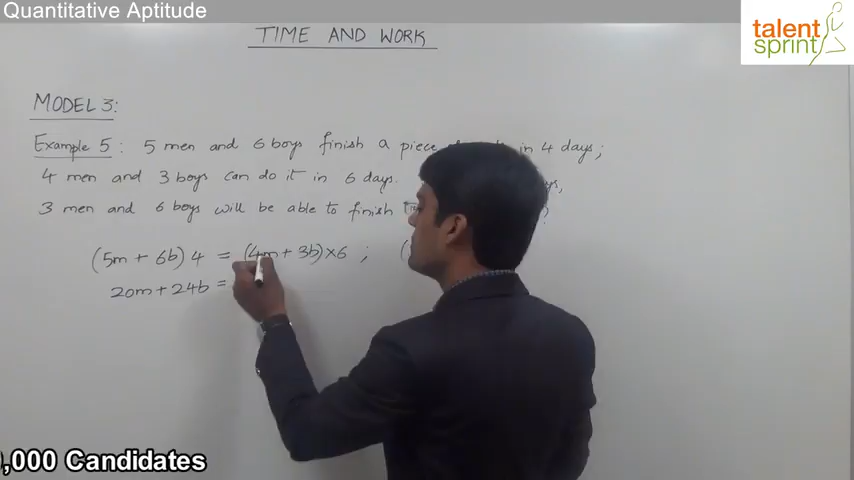 Quantitative Aptitude
talent
sprint
TIME AND WORK
MODEL 3:
Example 5 : 5 men and 6 boys finish a piece in 4 days;
4 men and 3 boys can do it in 6 days.
3 men and 6 boys will be able to finish
(5m + 6b) 4 = (4m + 3b)×6 ; (
20m + 24b =
,000 Candidates